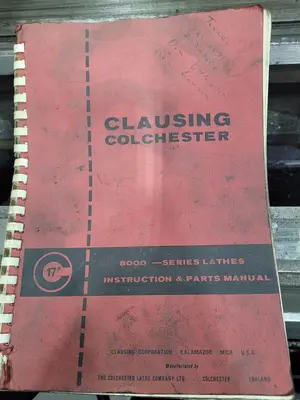 CLAUSING
COLCHESTER
17"
8000 — SERIES LATHES
INSTRUCTION & PARTS MANUAL
CLAUSING CORPORATION KALAMAZOO MICH U.S.A.
Manufactured by
THE COLCHESTER LATHE COMPANY LTD. COLCHESTER ENGLAND